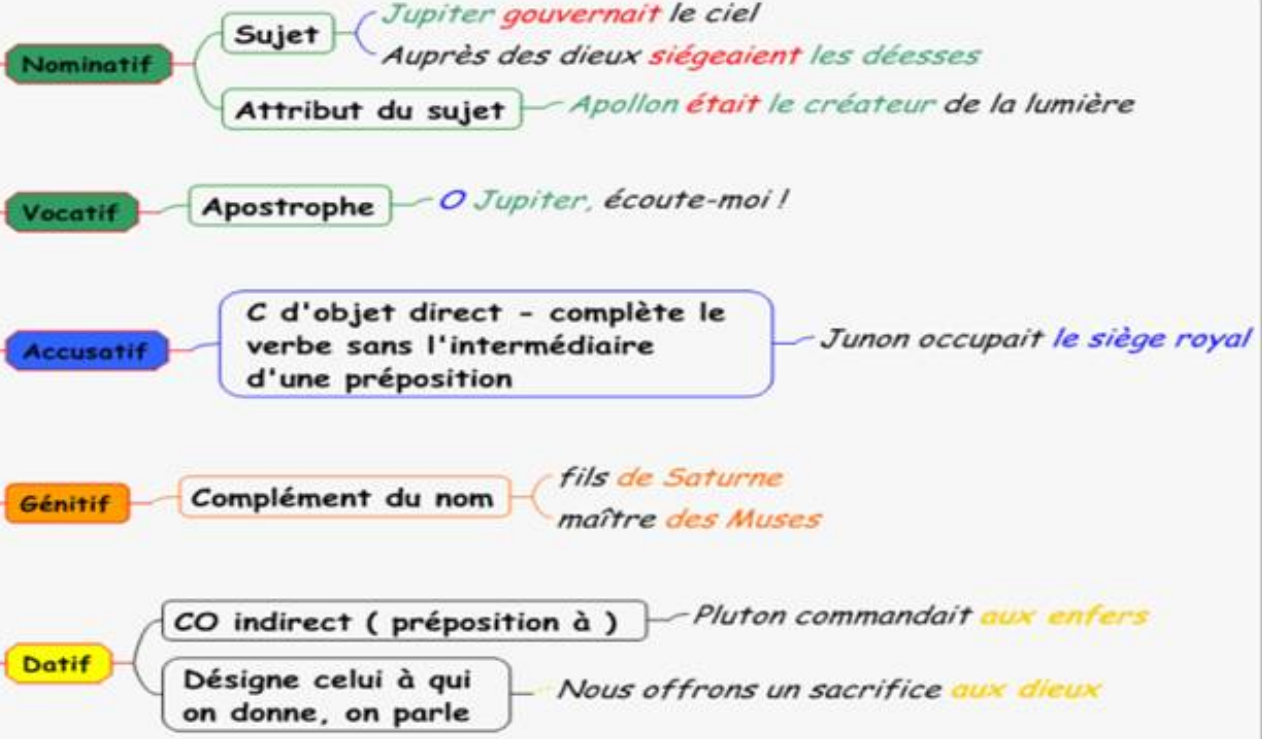 Nominatif
Sujet
Jupiter gouvernait le ciel
Auprès des dieux siégeaient les déesses
Attribut du sujet
Apollon était le créateur de la lumière
Vocatif
Apostrophe
O Jupiter, écoute-moi !
Accusatif
C d'objet direct - complète le
verbe sans l'intermédiaire
d'une préposition
Junon occupait le siège royal
Génitif
Complément du nom
fils de Saturne
maître des Muses
Datif
CO indirect ( préposition à )
Pluton commandait aux enfers
Désigne celui à qui
on donne, on parle
Nous offrons un sacrifice aux dieux